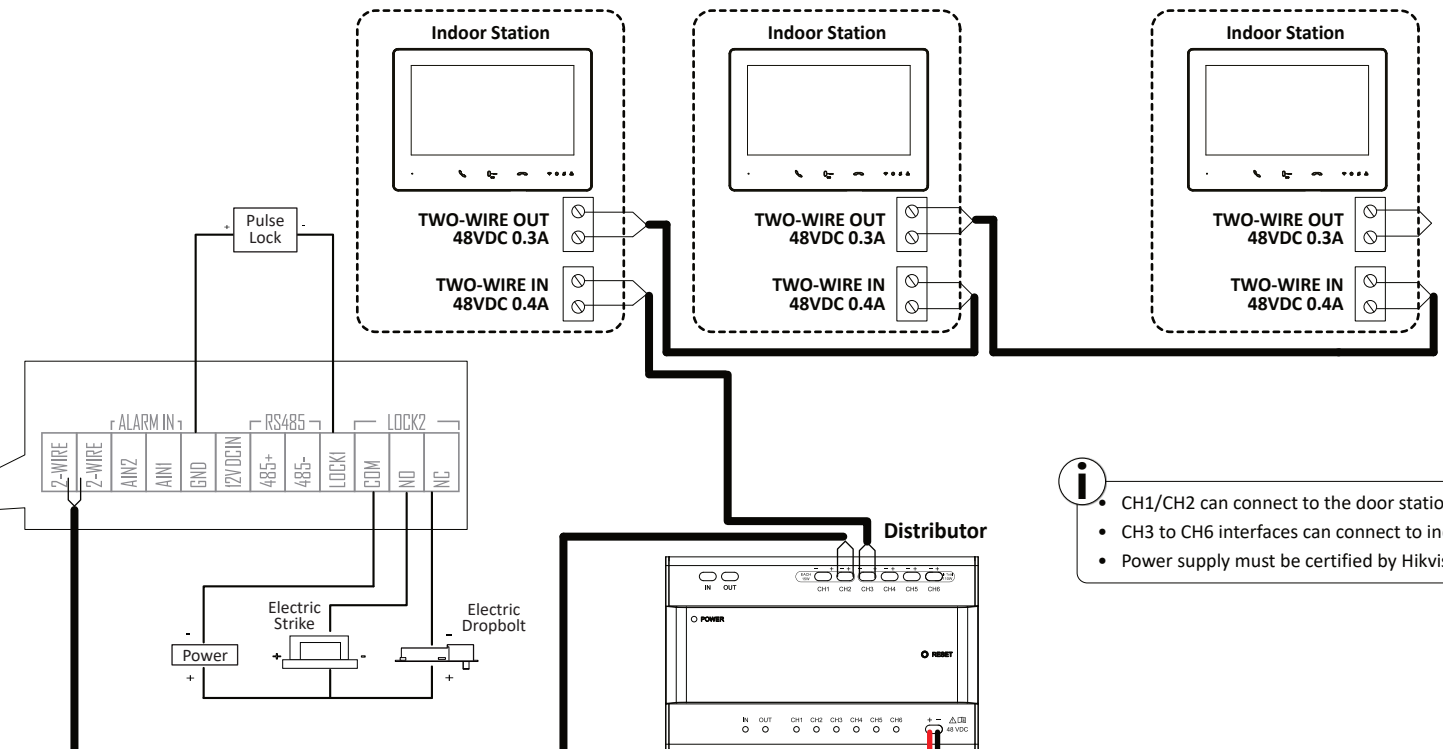 Indoor Station
Indoor Station
Indoor Station
TWO-WIRE OUT
48VDC 0.3A
TWO-WIRE OUT
48VDC 0.3A
TWO-WIRE OUT
48VDC 0.3A
TWO-WIRE IN
48VDC 0.4A
TWO-WIRE IN
48VDC 0.4A
TWO-WIRE IN
48VDC 0.4A
+ Pulse -
Lock
ALARM IN
RS485
LOCK2
2-WIRE
2-WIRE
AIN2
AIN1
GND
12V DC IN
485+
485-
LOCK1
COM
NO
NC
i
• CH1/CH2 can connect to the door statio
• CH3 to CH6 interfaces can connect to in
• Power supply must be certified by Hikvis
Distributor
IN OUT
- + - + - + - + - + - +
CH1 CH2 CH3 CH4 CH5 CH6
POWER
RESET
IN OUT CH1 CH2 CH3 CH4 CH5 CH6
+ -
48 VDC
Electric
Strike
Electric
Dropbolt
-
Power
+
+ -
-
+